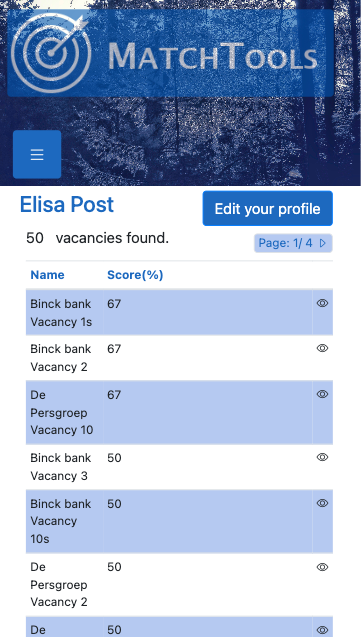 MATCHTOOLS
Elisa Post
Edit your profile
50 vacancies found.
Page: 1/ 4
Name Score(%)
Binck bank 67
Vacancy 1s
Binck bank 67
Vacancy 2
De 67
Persgroep
Vacancy 10
Binck bank 50
Vacancy 3
Binck bank 50
Vacancy
10s
De 50
Persgroep
Vacancy 2
De 50